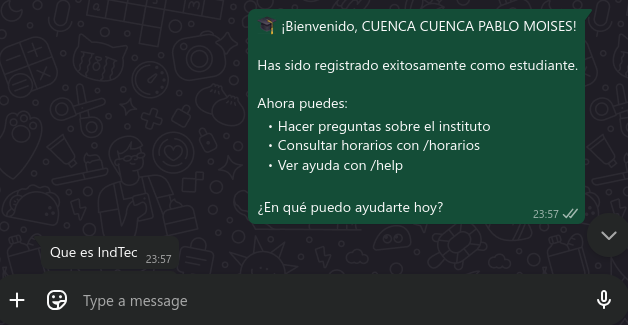 🎓 ¡Bienvenido, CUENCA CUENCA PABLO MOISES!
Has sido registrado exitosamente como estudiante.
Ahora puedes:
• Hacer preguntas sobre el instituto
• Consultar horarios con /horarios
• Ver ayuda con /help
¿En qué puedo ayudarte hoy?
23:57
Que es IndTec 23:57
Type a message